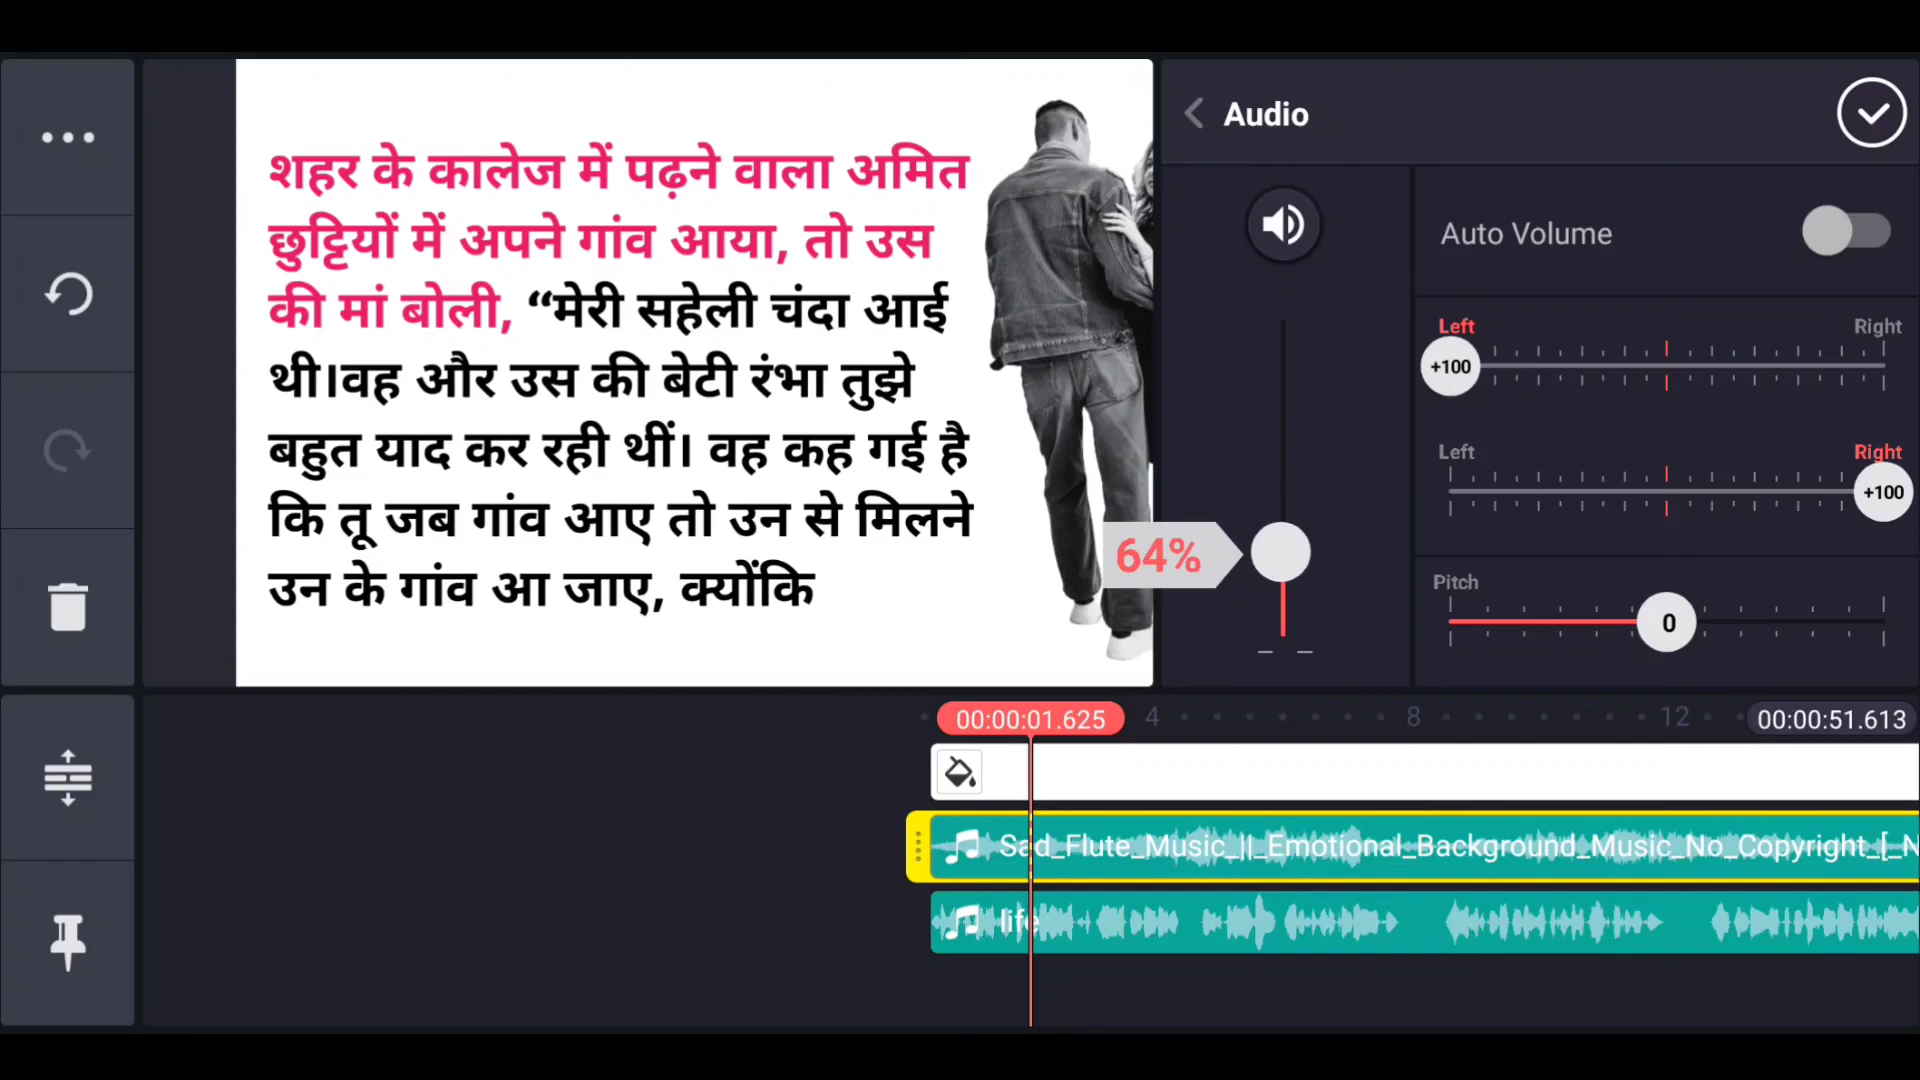 शहर के कालेज में पढ़ने वाला अमित
छुट्टियों में अपने गांव आया, तो उस
की मां बोली, “मेरी सहेली चंदा आई
थी।वह और उस की बेटी रंभा तुझे
बहुत याद कर रही थीं। वह कह गई है
कि तू जब गांव आए तो उन से मिलने
उन के गांव आ जाए, क्योंकि
Audio
Auto Volume
Left Right
+100
Left Right
+100
64%
Pitch
0
00:00:01.625 4 8 12 00:00:51.613
Sad_Flute_Music_||_Emotional_Background_Music_No_Copyright_[_N
life